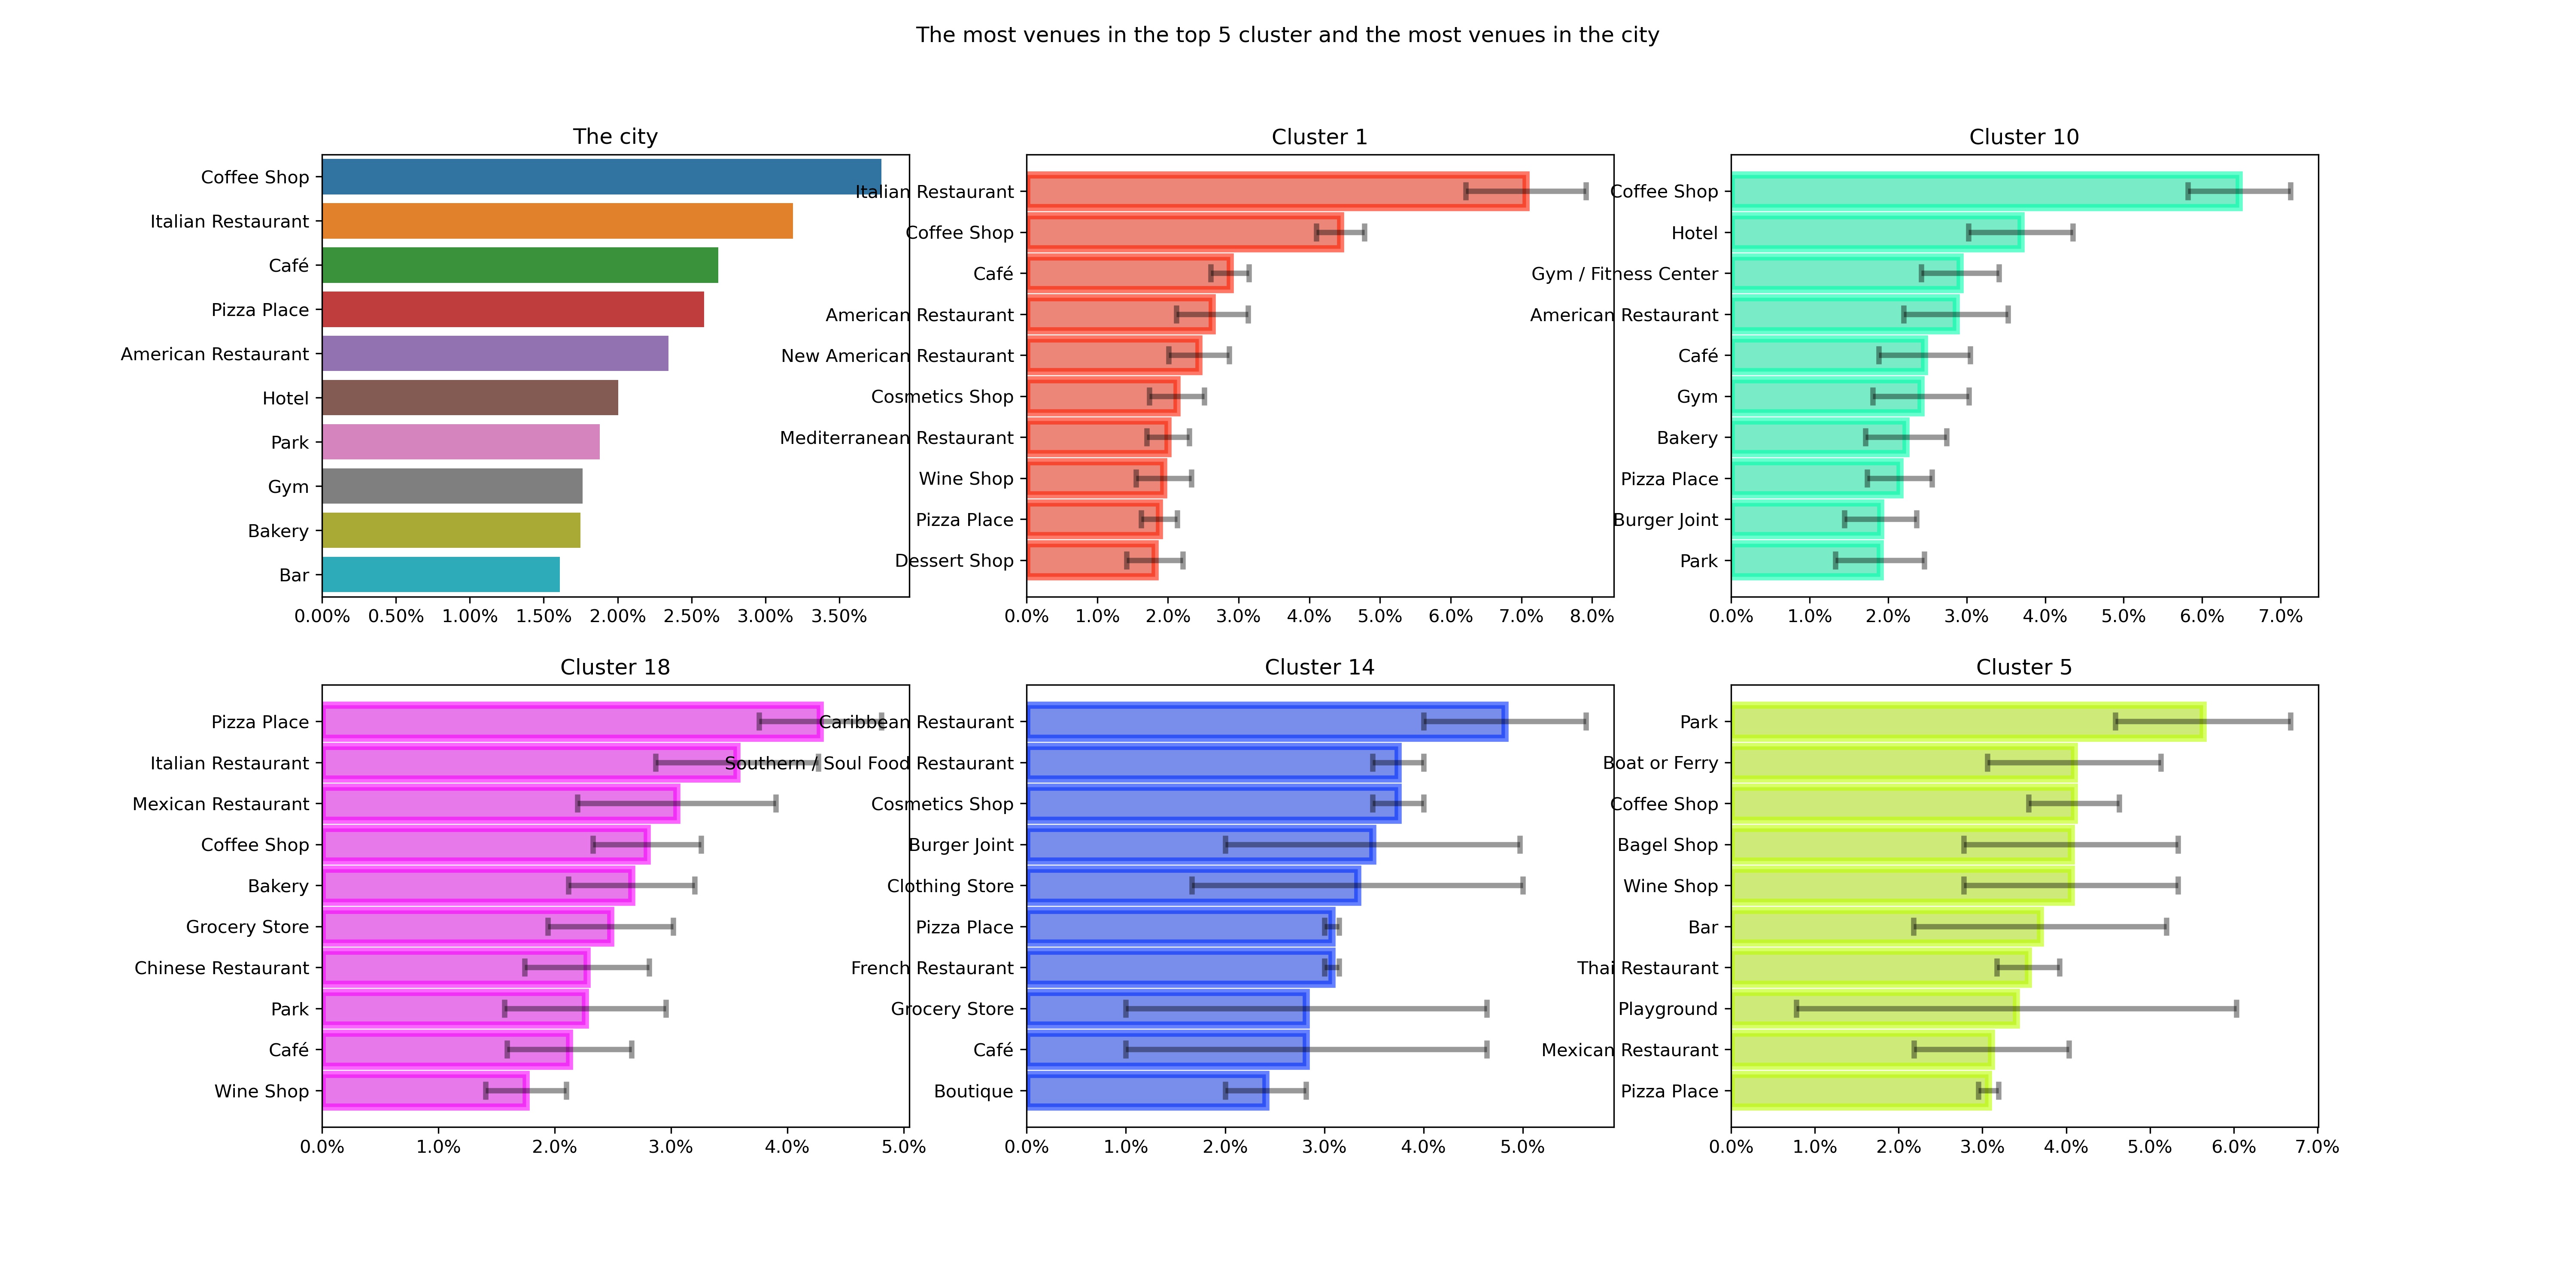 The most venues in the top 5 cluster and the most venues in the city
The city
Coffee Shop
Italian Restaurant
Café
Pizza Place
American Restaurant
Hotel
Park
Gym
Bakery
Bar
0.00% 0.50% 1.00% 1.50% 2.00% 2.50% 3.00% 3.50%
Cluster 1
Italian Restaurant
Coffee Shop
Café
American Restaurant
New American Restaurant
Cosmetics Shop
Mediterranean Restaurant
Wine Shop
Pizza Place
Dessert Shop
0.0% 1.0% 2.0% 3.0% 4.0% 5.0% 6.0% 7.0% 8.0%
Cluster 10
Coffee Shop
Hotel
Gym / Fitness Center
American Restaurant
Café
Gym
Bakery
Pizza Place
Burger Joint
Park
0.0% 1.0% 2.0% 3.0% 4.0% 5.0% 6.0% 7.0%
Cluster 18
Pizza Place
Italian Restaurant
Mexican Restaurant
Coffee Shop
Bakery
Grocery Store
Chinese Restaurant
Park
Café
Wine Shop
0.0% 1.0% 2.0% 3.0% 4.0% 5.0%
Cluster 14
Caribbean Restaurant
Southern / Soul Food Restaurant
Cosmetics Shop
Burger Joint
Clothing Store
Pizza Place
French Restaurant
Grocery Store
Café
Boutique
0.0% 1.0% 2.0% 3.0% 4.0% 5.0%
Cluster 5
Park
Boat or Ferry
Coffee Shop
Bagel Shop
Wine Shop
Bar
Thai Restaurant
Playground
Mexican Restaurant
Pizza Place
0.0% 1.0% 2.0% 3.0% 4.0% 5.0% 6.0% 7.0%